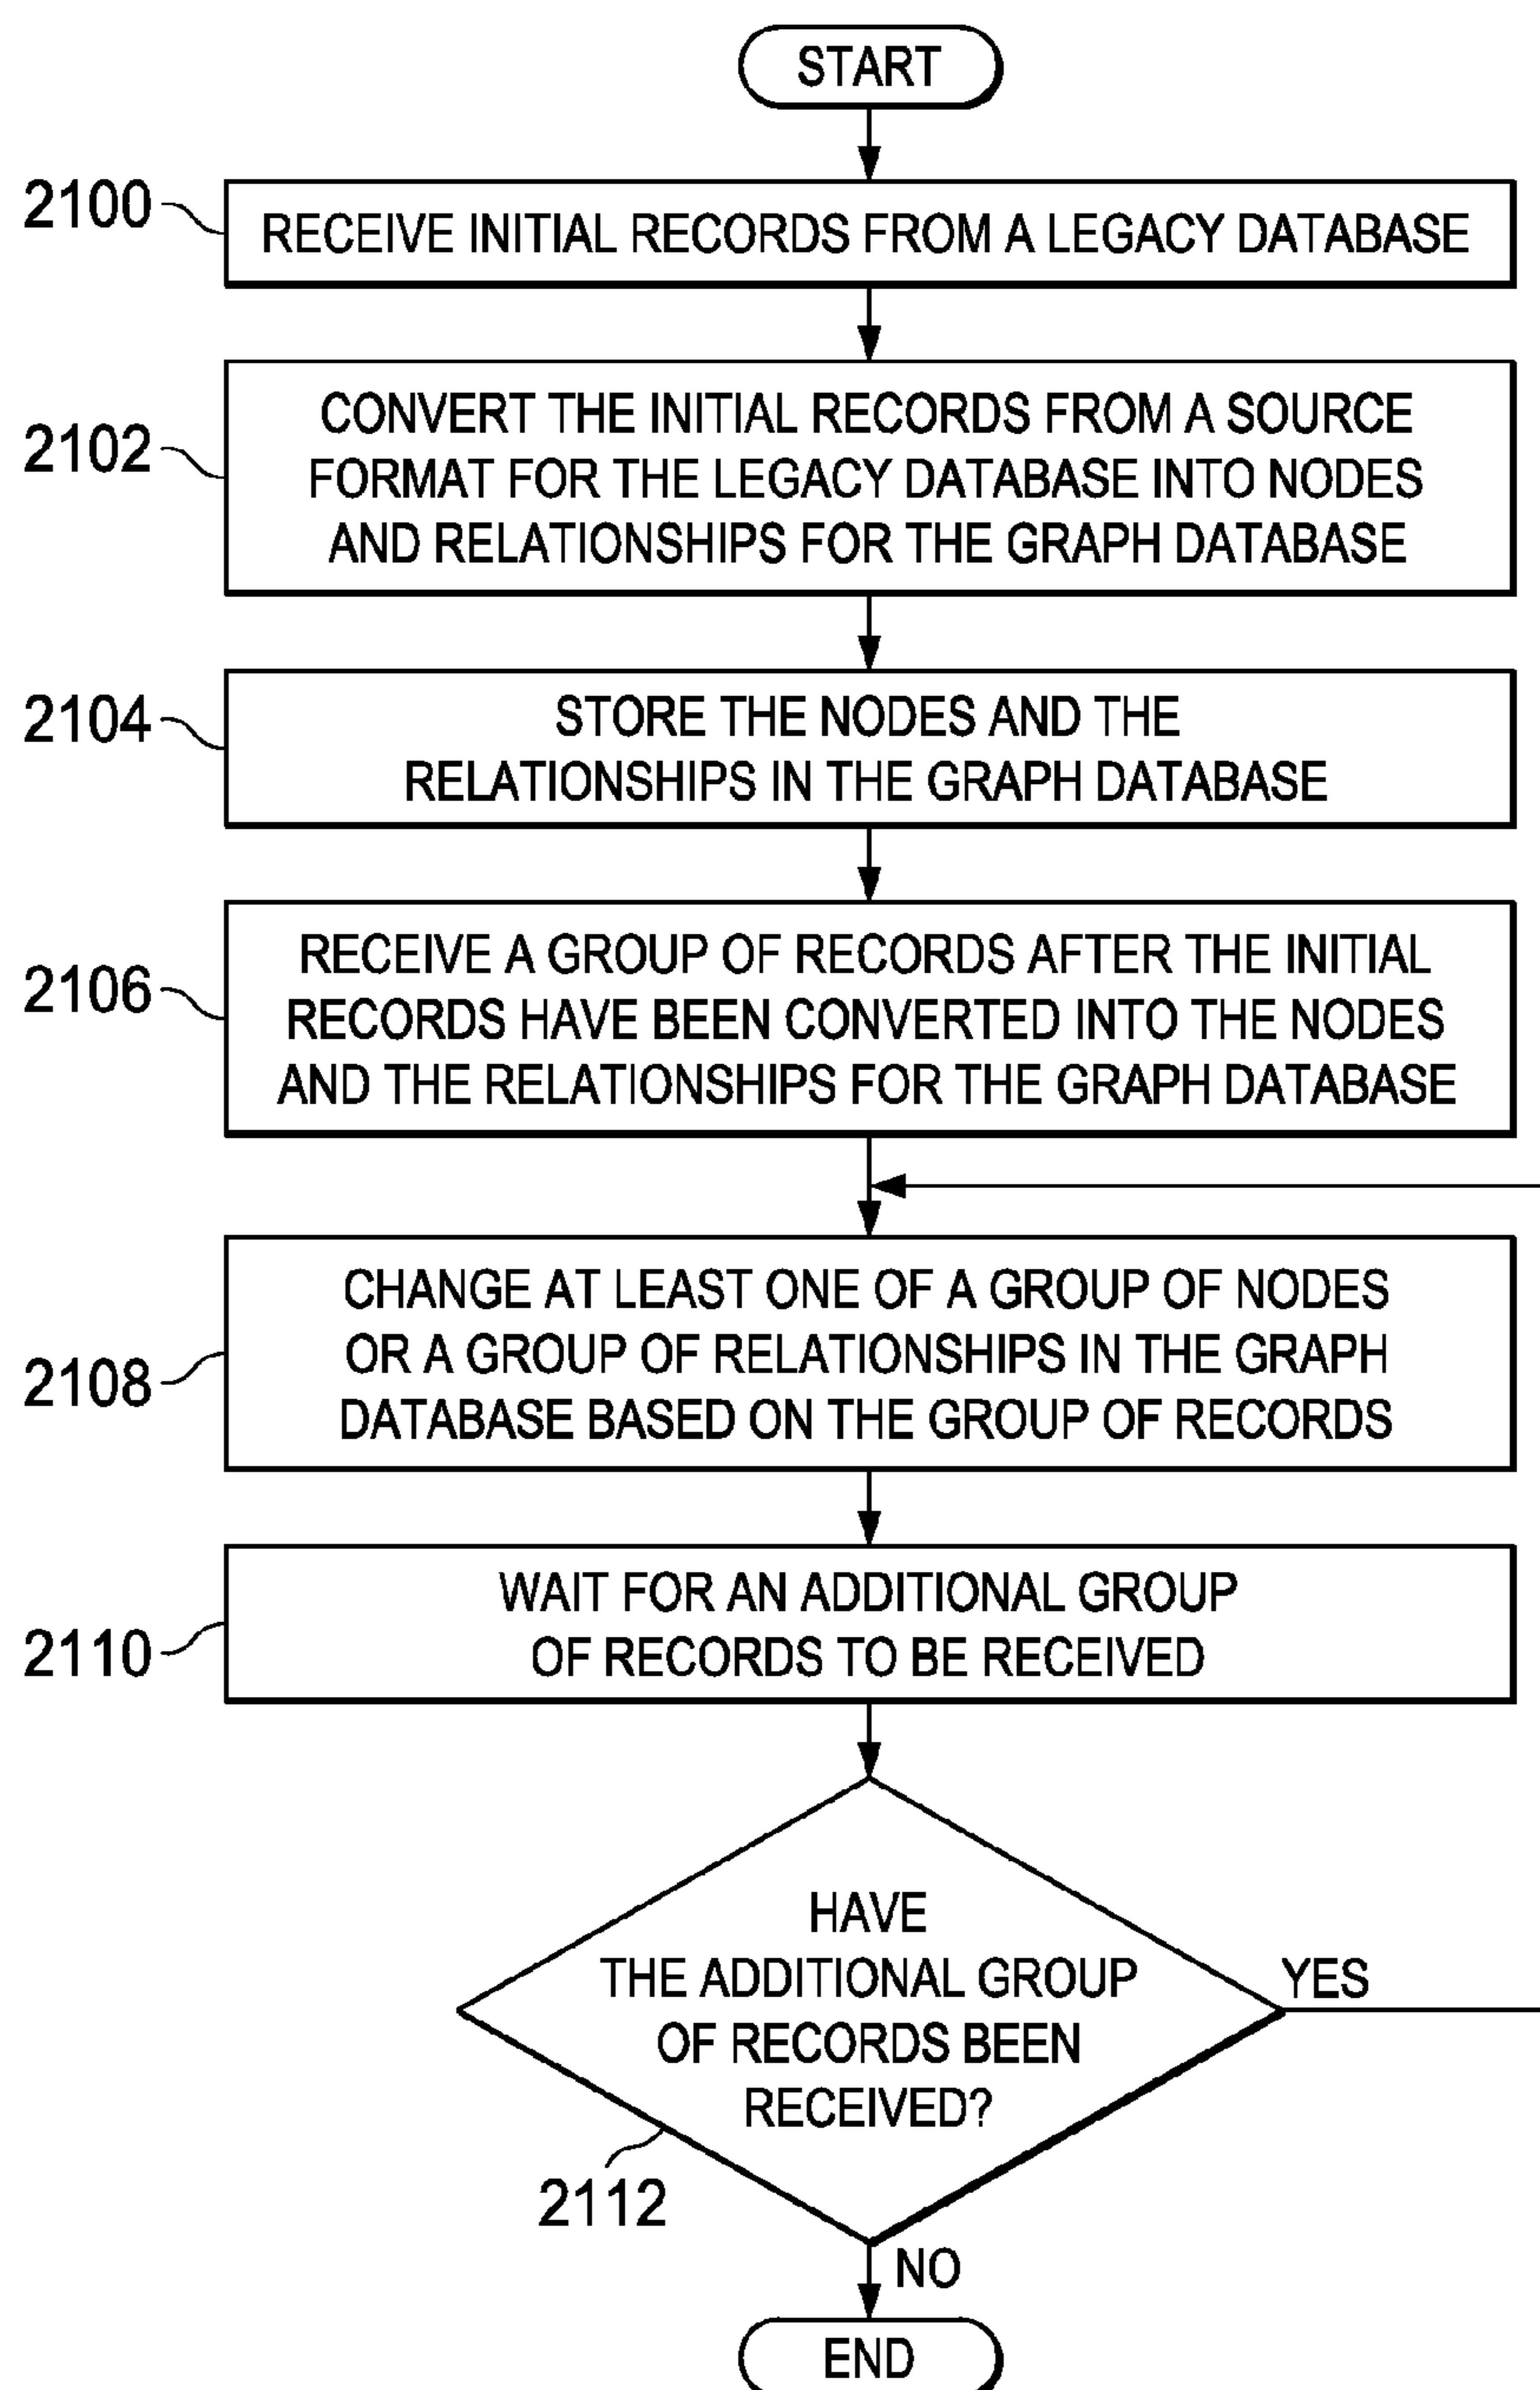 START
2100
RECEIVE INITIAL RECORDS FROM A LEGACY DATABASE
2102
CONVERT THE INITIAL RECORDS FROM A SOURCE
FORMAT FOR THE LEGACY DATABASE INTO NODES
AND RELATIONSHIPS FOR THE GRAPH DATABASE
2104
STORE THE NODES AND THE
RELATIONSHIPS IN THE GRAPH DATABASE
2106
RECEIVE A GROUP OF RECORDS AFTER THE INITIAL
RECORDS HAVE BEEN CONVERTED INTO THE NODES
AND THE RELATIONSHIPS FOR THE GRAPH DATABASE
2108
CHANGE AT LEAST ONE OF A GROUP OF NODES
OR A GROUP OF RELATIONSHIPS IN THE GRAPH
DATABASE BASED ON THE GROUP OF RECORDS
2110
WAIT FOR AN ADDITIONAL GROUP
OF RECORDS TO BE RECEIVED
HAVE
THE ADDITIONAL GROUP
OF RECORDS BEEN
RECEIVED?
YES
2112
NO
END